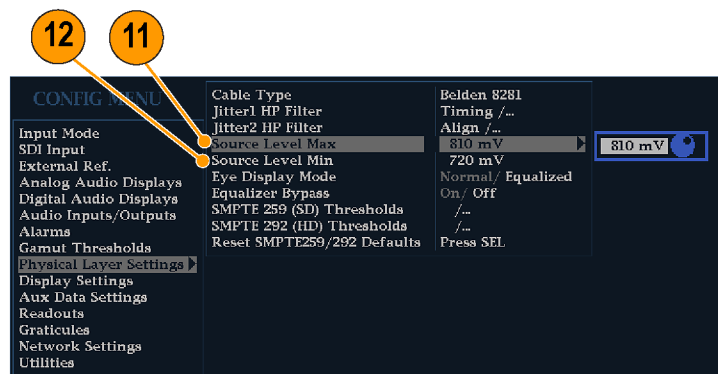 12 11
CONFIG MENU
Input Mode
SDI Input
External Ref.
Analog Audio Displays
Digital Audio Displays
Audio Inputs/Outputs
Alarms
Gamut Thresholds
Physical Layer Settings
Display Settings
Aux Data Settings
Readouts
Graticules
Network Settings
Utilities
Cable Type Belden 8281
Jitter1 HP Filter Timing /...
Jitter2 HP Filter Align /...
Source Level Max 810 mV 810 mV
Source Level Min 720 mV
Eye Display Mode Normal/ Equalized
Equalizer Bypass On/ Off
SMPTE 259 (SD) Thresholds /...
SMPTE 292 (HD) Thresholds /...
Reset SMPTE259/292 Defaults Press SEL